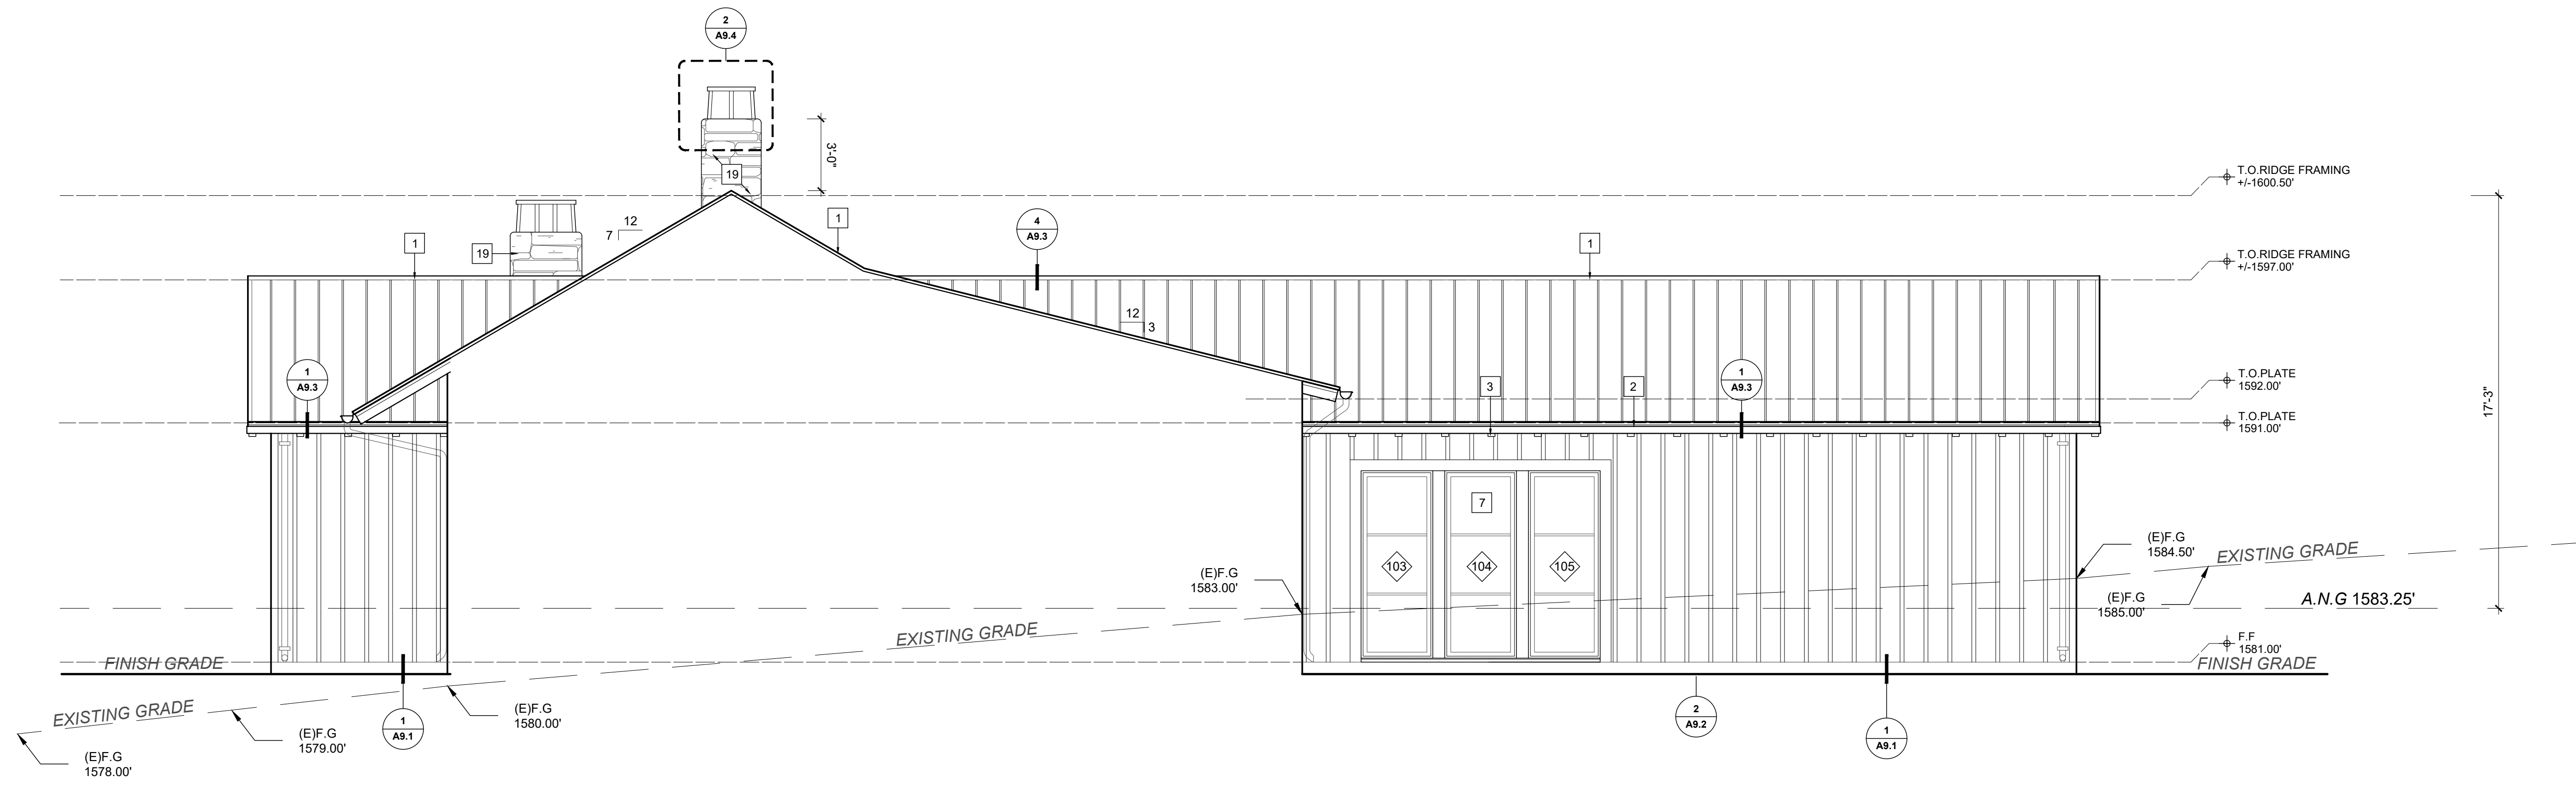 2
A9.4
3'-0"
19
T.O.RIDGE FRAMING
+/-1600.50'
12
7
1
4
A9.3
1
19
1
T.O.RIDGE FRAMING
+/-1597.00'
12
3
1
A9.3
3
2
1
A9.3
T.O.PLATE
1592.00'
17'-3"
T.O.PLATE
1591.00'
7
103
104
105
(E)F.G
1583.00'
(E)F.G
1584.50'
EXISTING GRADE
(E)F.G
1585.00'
A.N.G 1583.25'
EXISTING GRADE
F.F
1581.00'
FINISH GRADE
FINISH GRADE
EXISTING GRADE
(E)F.G
1578.00'
(E)F.G
1579.00'
1
A9.1
(E)F.G
1580.00'
2
A9.2
1
A9.1